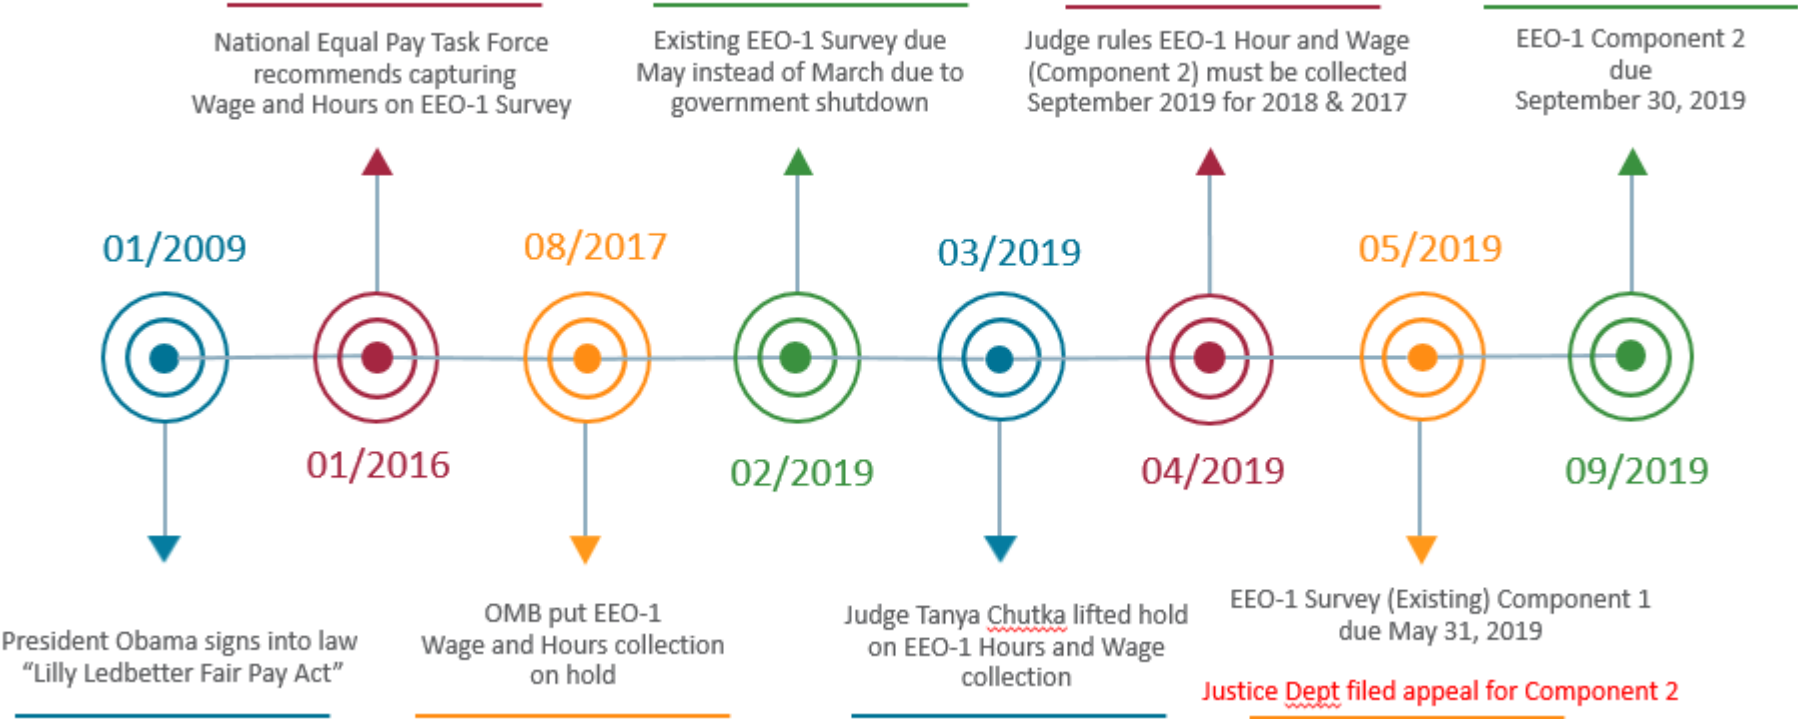 National Equal Pay Task Force
recommends capturing
Wage and Hours on EEO-1 Survey
Existing EEO-1 Survey due
May instead of March due to
government shutdown
Judge rules EEO-1 Hour and Wage
(Component 2) must be collected
September 2019 for 2018 & 2017
EEO-1 Component 2
due
September 30, 2019
01/2009
08/2017
03/2019
05/2019
01/2016
02/2019
04/2019
09/2019
President Obama signs into law
“Lilly Ledbetter Fair Pay Act”
OMB put EEO-1
Wage and Hours collection
on hold
Judge Tanya Chutka lifted hold
on EEO-1 Hours and Wage
collection
EEO-1 Survey (Existing) Component 1
due May 31, 2019
Justice Dept filed appeal for Component 2